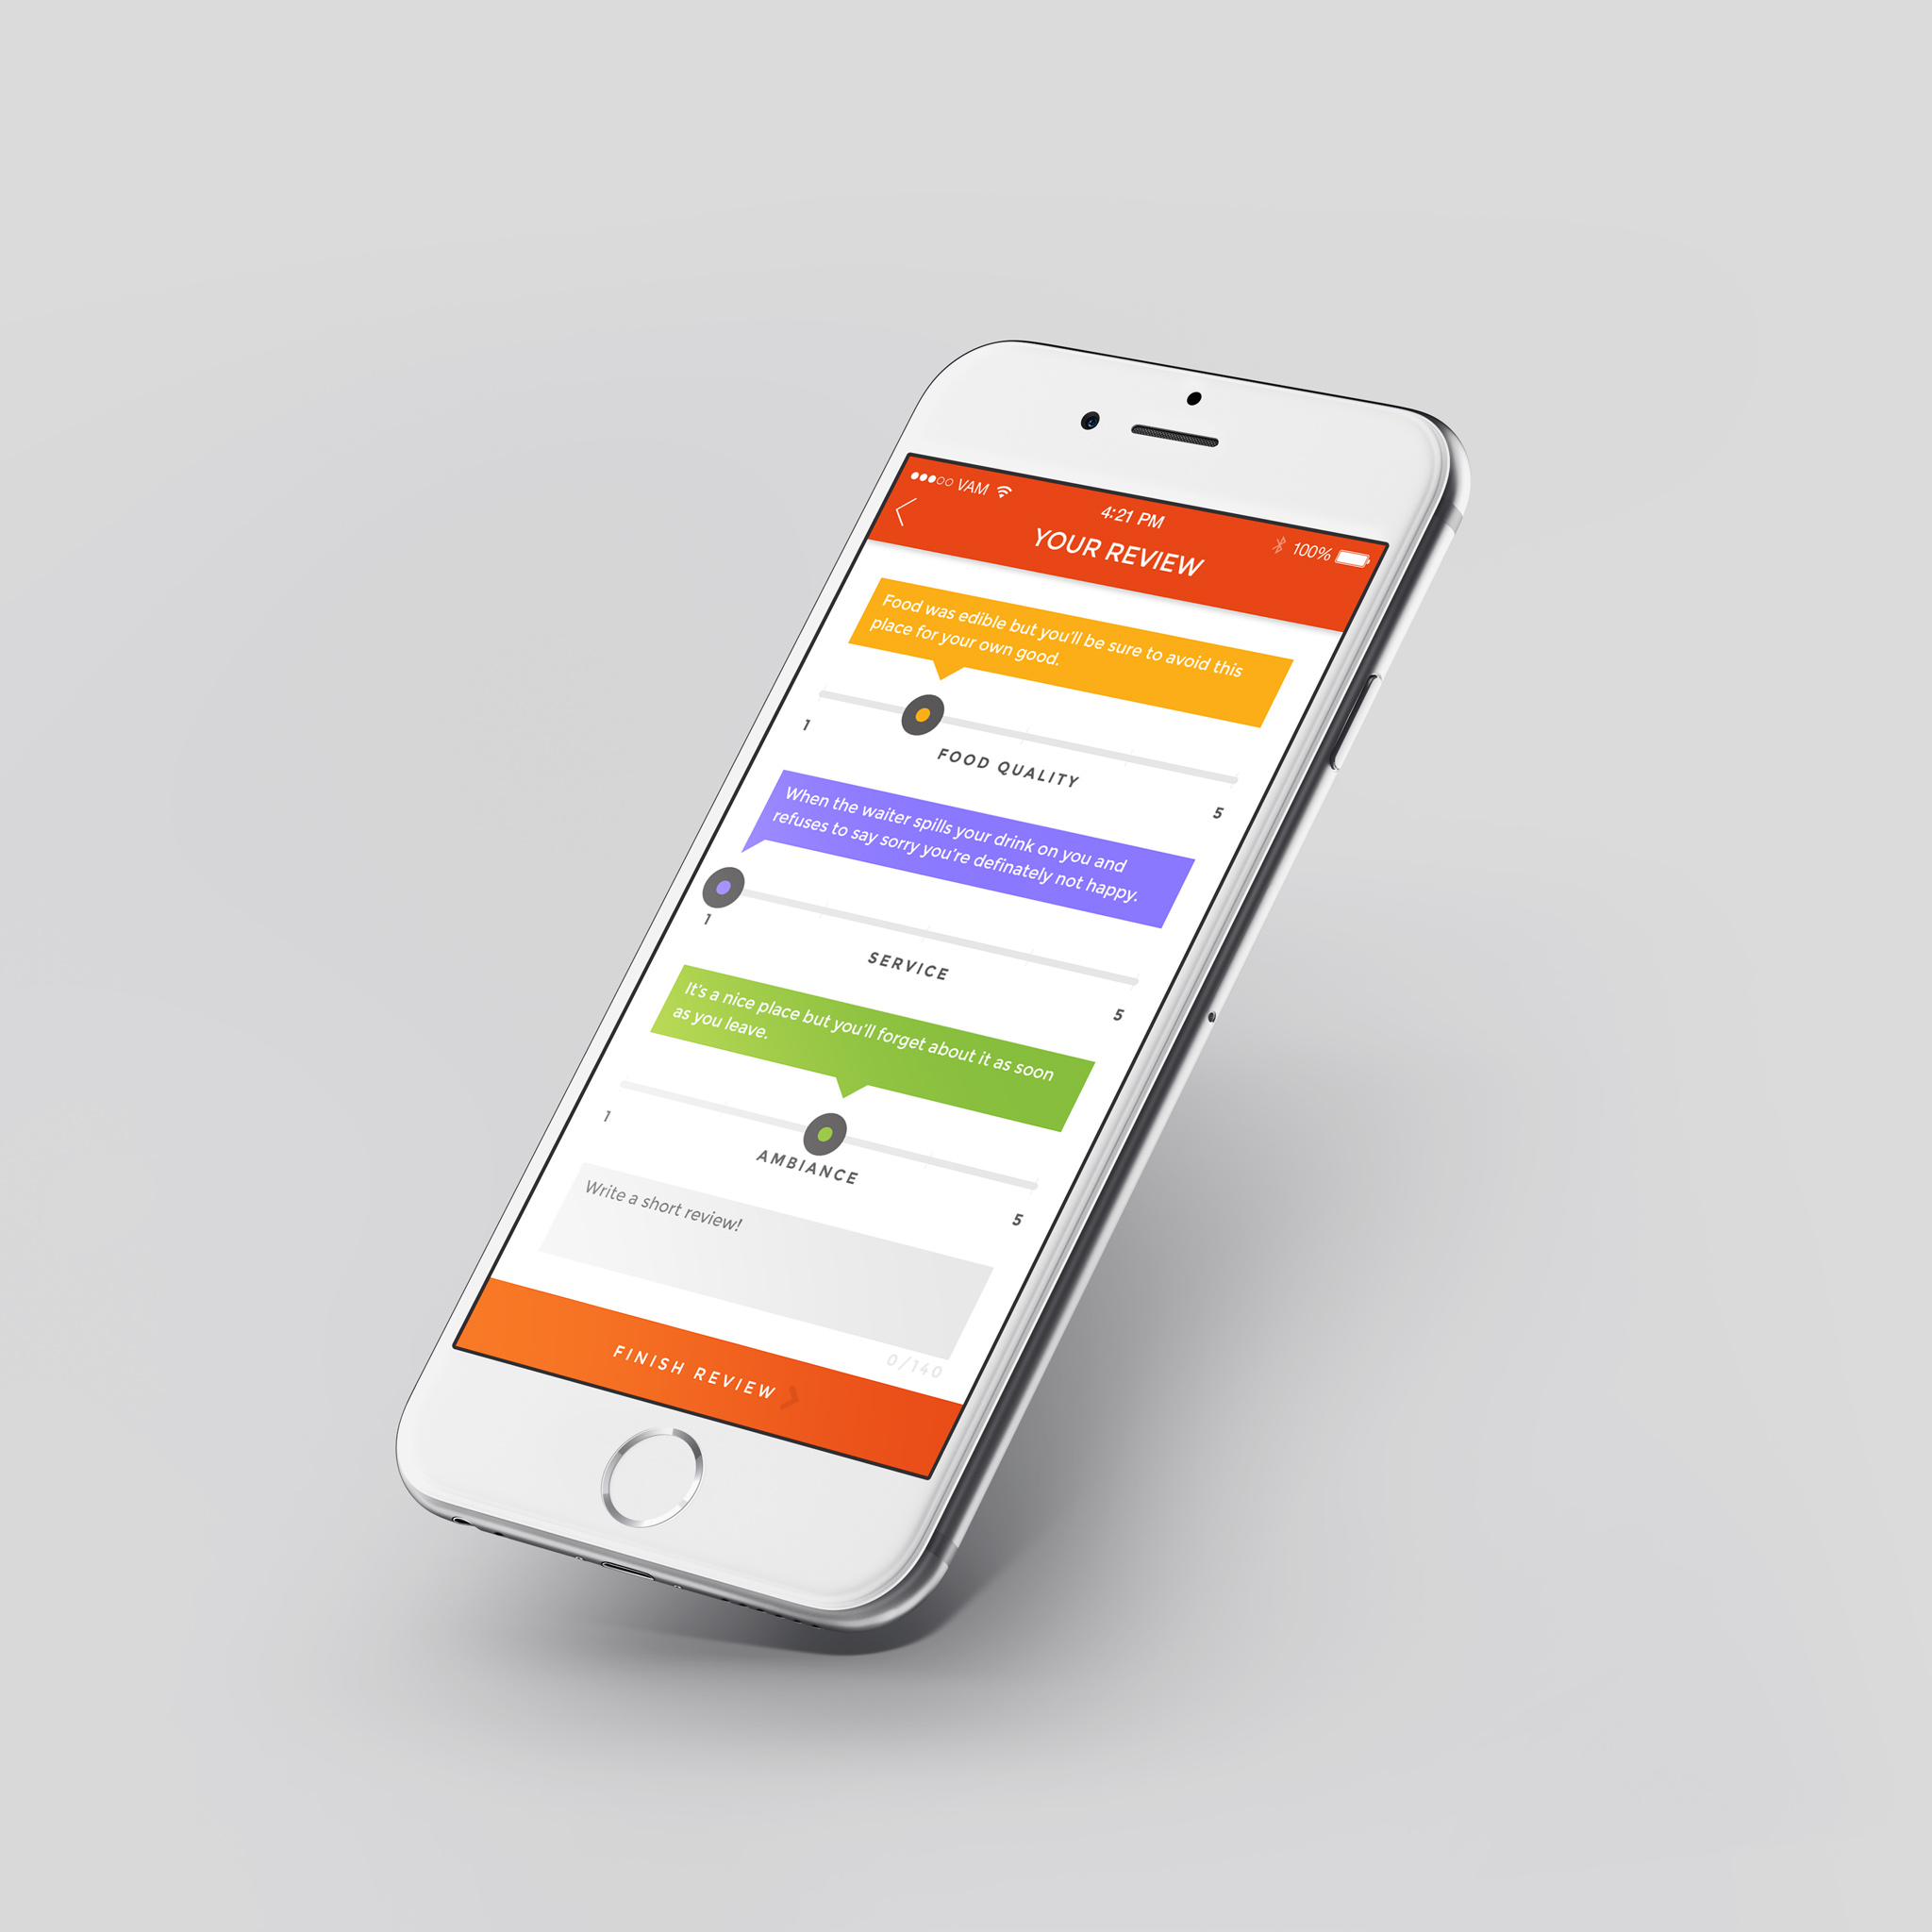 VAM
4:21 PM
100%
YOUR REVIEW
Food was edible but you'll be sure to avoid this
place for your own good.
1
5
FOOD QUALITY
When the waiter spills your drink on you and
refuses to say sorry you're definately not happy.
1
5
SERVICE
It's a nice place but you'll forget about it as soon
as you leave.
1
5
AMBIANCE
Write a short review!
0/140
FINISH REVIEW